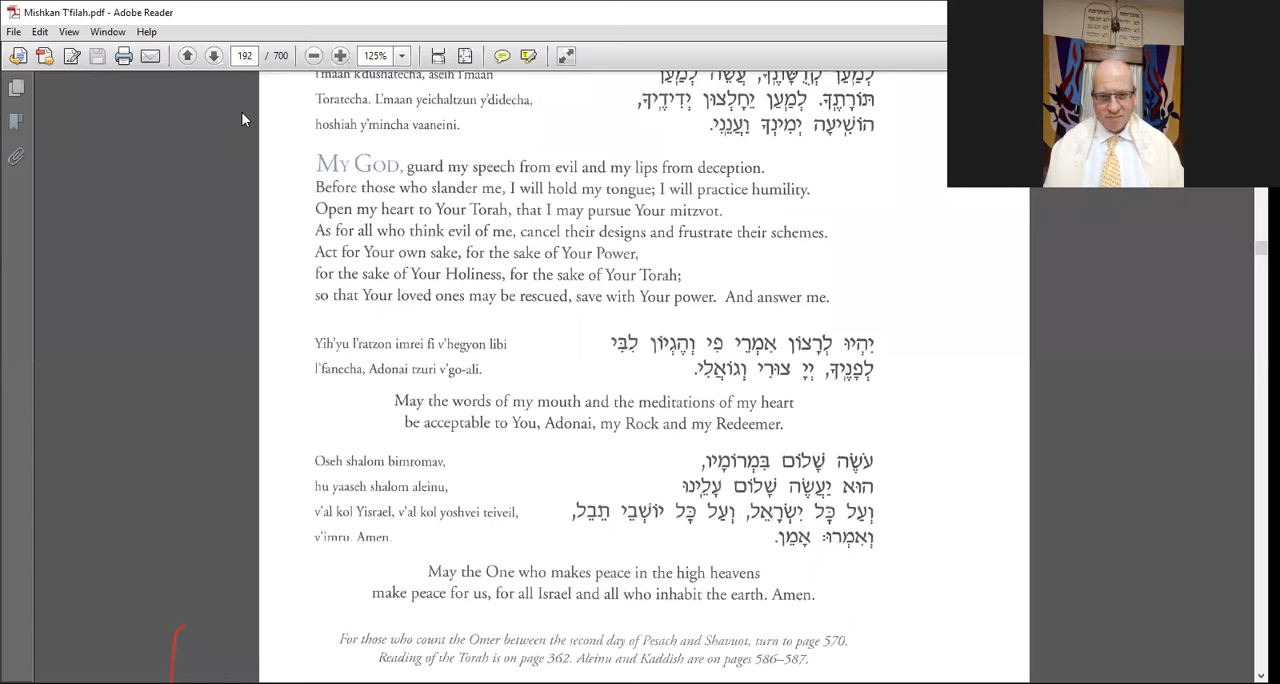 Mishkan T'filah.pdf - Adobe Reader
File Edit View Window Help
192 / 700 125%
l'maan k'dushatecha, aseih l'maan
Toratecha. L'maan yeichaltzun y'didecha,
hoshiah y'mincha vaaneini.
לְמַעַן קְדֻשָּׁתֶֽךָ, עֲשֵׂה לְמַעַן
תּוֹרָתֶֽךָ. לְמַֽעַן יֵחָלְצוּן יְדִידֶֽיךָ,
הוֹשִֽׁיעָה יְמִינְךָ וַעֲנֵֽנִי.
MY GOD, guard my speech from evil and my lips from deception.
Before those who slander me, I will hold my tongue; I will practice humility.
Open my heart to Your Torah, that I may pursue Your mitzvot.
As for all who think evil of me, cancel their designs and frustrate their schemes.
Act for Your own sake, for the sake of Your Power,
for the sake of Your Holiness, for the sake of Your Torah;
so that Your loved ones may be rescued, save with Your power. And answer me.
Yih'yu l'ratzon imrei fi v'hegyon libi
l'fanecha, Adonai tzuri v'go-ali.
יִהְיוּ לְרָצוֹן אִמְרֵי פִי וְהֶגְיוֹן לִבִּי
לְפָנֶֽיךָ, יְיָ צוּרִי וְגוֹאֲלִי.
May the words of my mouth and the meditations of my heart
be acceptable to You, Adonai, my Rock and my Redeemer.
Oseh shalom bimromav,
hu yaaseh shalom aleinu,
v'al kol Yisrael, v'al kol yoshvei teiveil,
v'imru. Amen.
עֹשֶׂה שָׁלוֹם בִּמְרוֹמָיו,
הוּא יַעֲשֶׂה שָׁלוֹם עָלֵֽינוּ
וְעַל כָּל יִשְׂרָאֵל, וְעַל כָּל יוֹשְׁבֵי תֵבֵל,
וְאִמְרוּ: אָמֵן.
May the One who makes peace in the high heavens
make peace for us, for all Israel and all who inhabit the earth. Amen.
For those who count the Omer between the second day of Pesach and Shavuot, turn to page 570.
Reading of the Torah is on page 362. Aleinu and Kaddish are on pages 586–587.